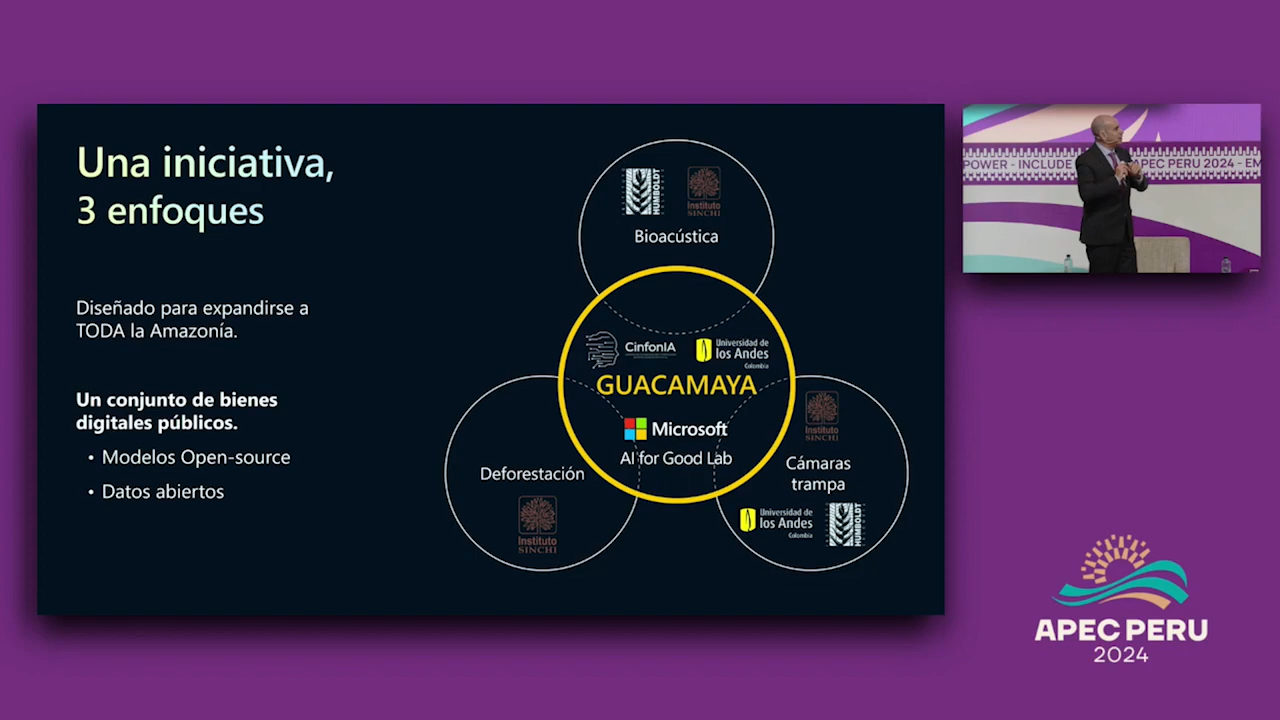 Una iniciativa,
3 enfoques
Diseñado para expandirse a
TODA la Amazonía.
Un conjunto de bienes
digitales públicos.
• Modelos Open-source
• Datos abiertos
HUMBOLDT
Instituto
SINCHI
Bioacústica
CinfonIA
Universidad de
los Andes
Colombia
GUACAMAYA
Microsoft
AI for Good Lab
Deforestación
Instituto
SINCHI
Instituto
SINCHI
Cámaras
trampa
Universidad de
los Andes
Colombia
HUMBOLDT
POWER - INCLUDE
APEC PERU 2024 - EM
APEC PERU
2024